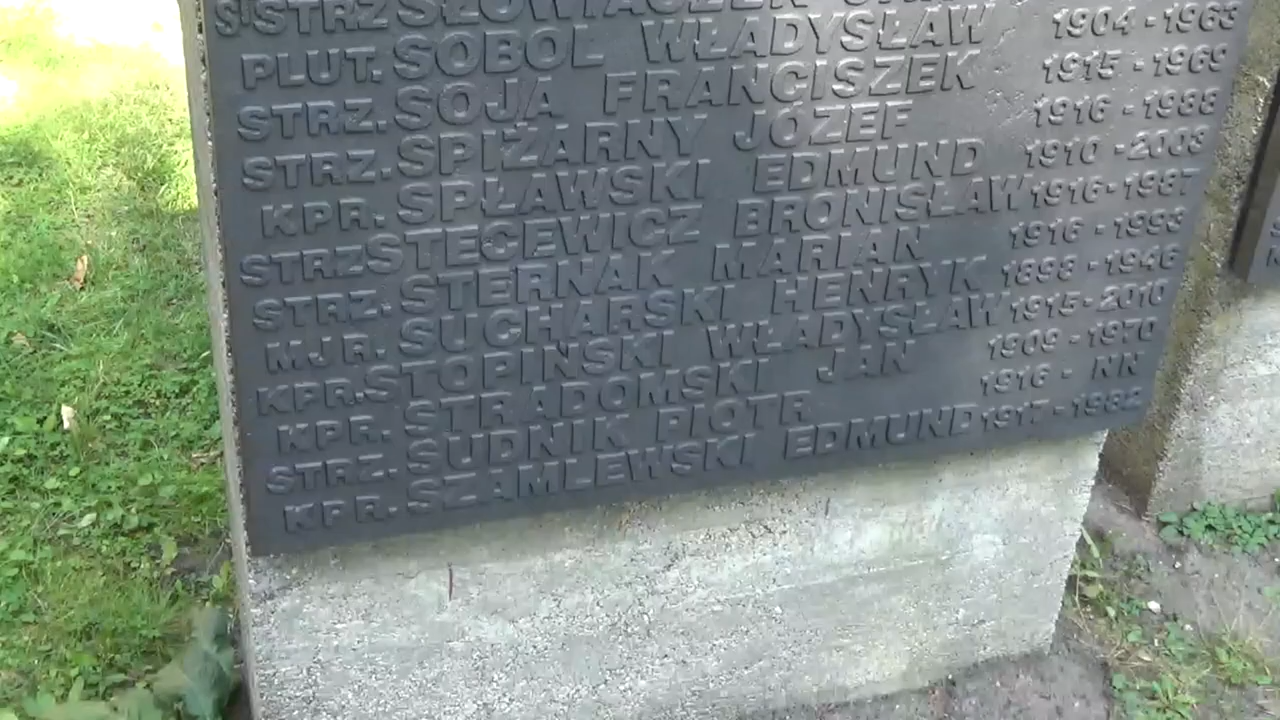 STRZ SŁOWIACZEK
PLUT. SOBOL WŁADYSŁAW 1904 - 1963
STRZ. SOJA FRANCISZEK 1915 - 1969
STRZ. SPIŻARNY JÓZEF 1916 - 1988
KPR. SPŁAWSKI EDMUND 1910 - 2003
STRZ STECEWICZ BRONISŁAW 1916 - 1987
STRZ. STERNAK MARIAN 1916 - 1993
MJR. SUCHARSKI HENRYK 1898 - 1946
KPR. STOPIŃSKI WŁADYSŁAW 1915 - 2010
KPR. STRADOMSKI JAN 1909 - 1970
STRZ. SUDNIK PIOTR 1916 - NN
KPR. SZAMLEWSKI EDMUND 1917 - 1982